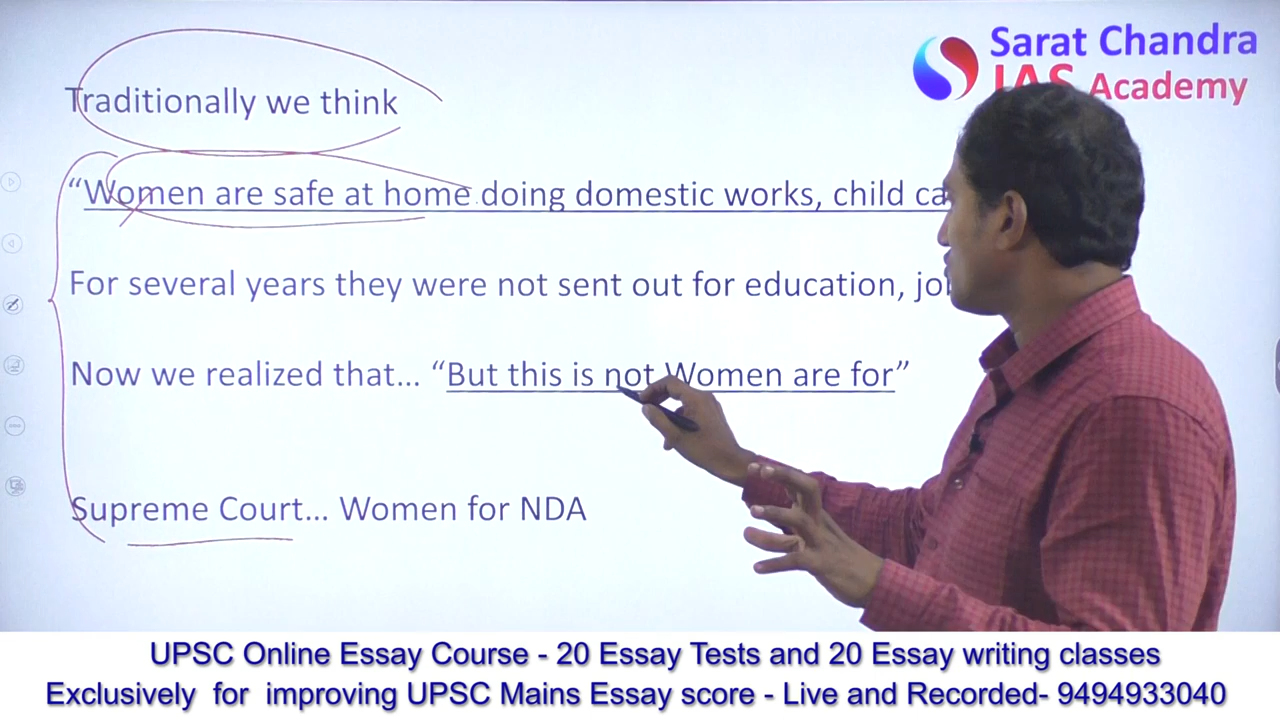 Sarat Chandra
IAS Academy
Traditionally we think
“Women are safe at home doing domestic works, child
For several years they were not sent out for education,
Now we realized that... “But this is not Women are for”
Supreme Court... Women for NDA
UPSC Online Essay Course - 20 Essay Tests and 20 Essay writing classes
Exclusively for improving UPSC Mains Essay score - Live and Recorded- 9494933040